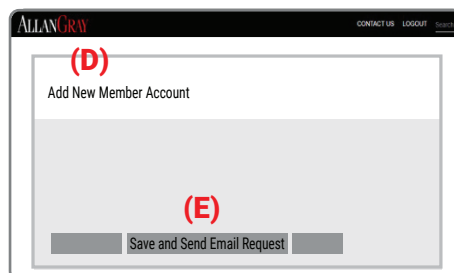 ALLANGRAY
CONTACT US LOGOUT Search
(D)
Add New Member Account
(E)
Save and Send Email Request